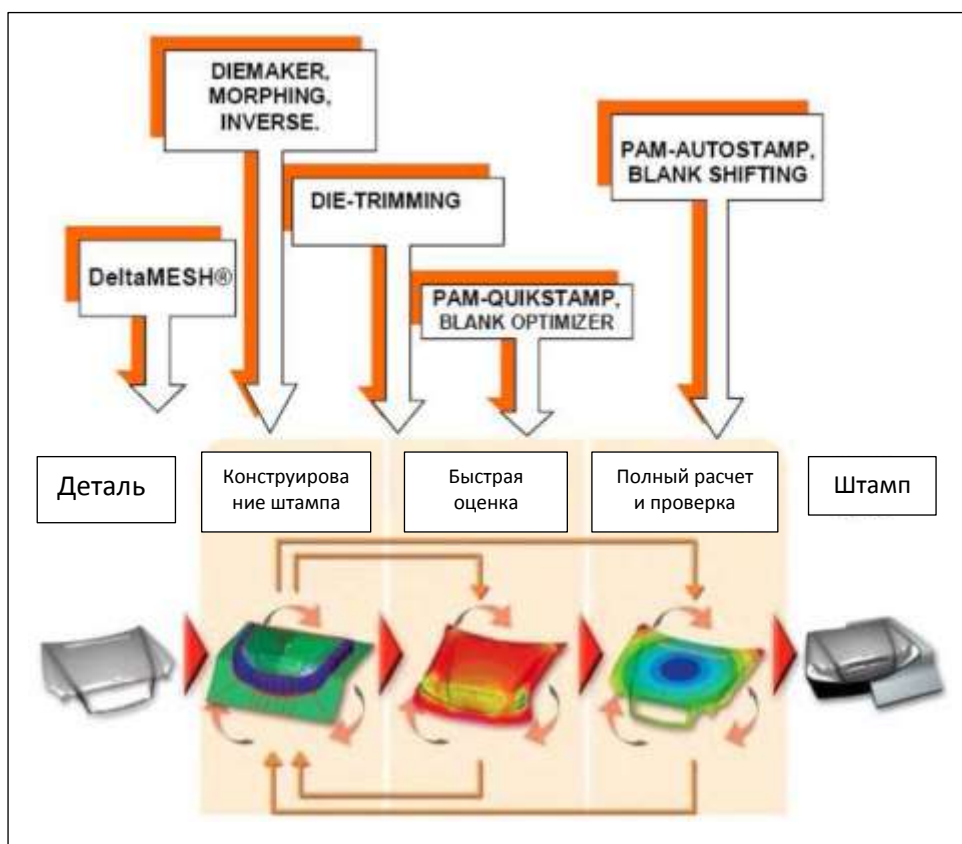 DIEMAKER,
MORPHING,
INVERSE.
PAM-AUTOSTAMP,
BLANK SHIFTING
DIE-TRIMMING
DeltaMESH®
PAM-QUIKSTAMP,
BLANK OPTIMIZER
Деталь
Конструирова
ние штампа
Быстрая
оценка
Полный расчет
и проверка
Штамп